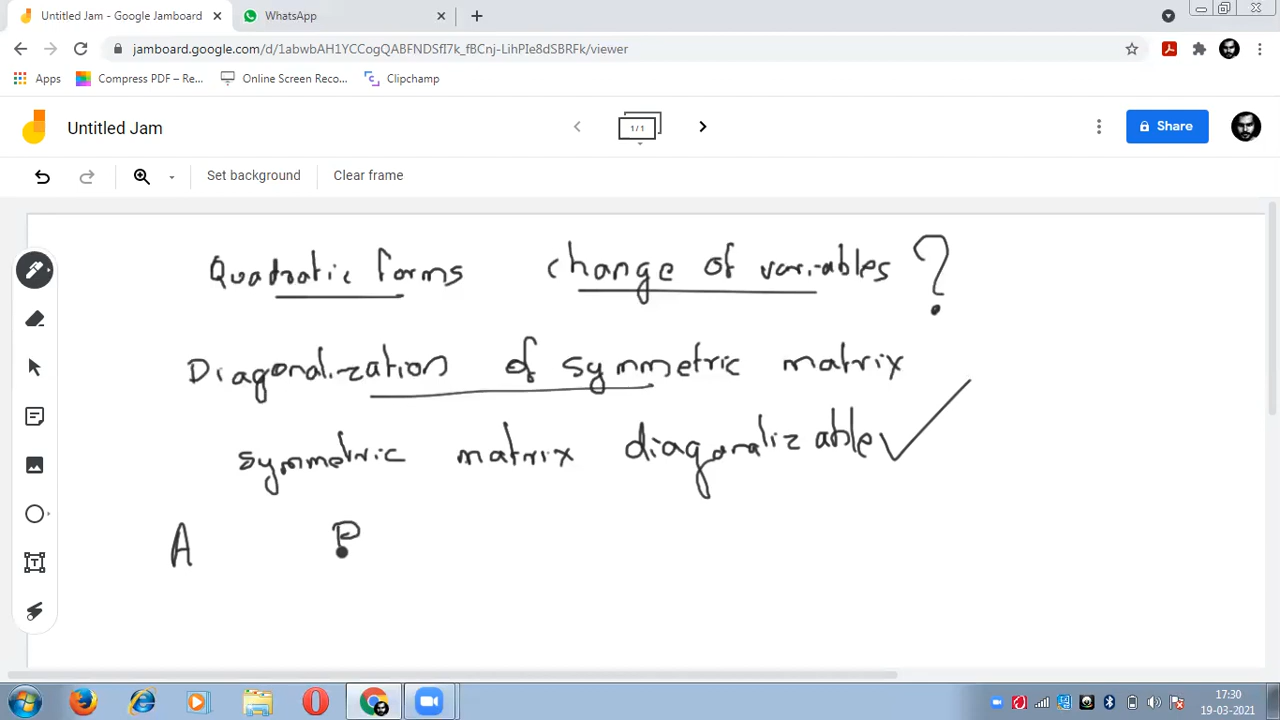 Untitled Jam - Google Jamboard
WhatsApp
jamboard.google.com/d/1abwbAH1YCCogQABFNDSfI7k_fBCnj-LihPIe8dSBRFk/viewer
Apps
Compress PDF – Re...
Online Screen Reco...
Clipchamp
Untitled Jam
1 / 1
Share
Set background
Clear frame
Quadratic forms change of variables ?
Diagonalization of symmetric matrix
symmetric matrix diagonalizable
A P
17:30
19-03-2021